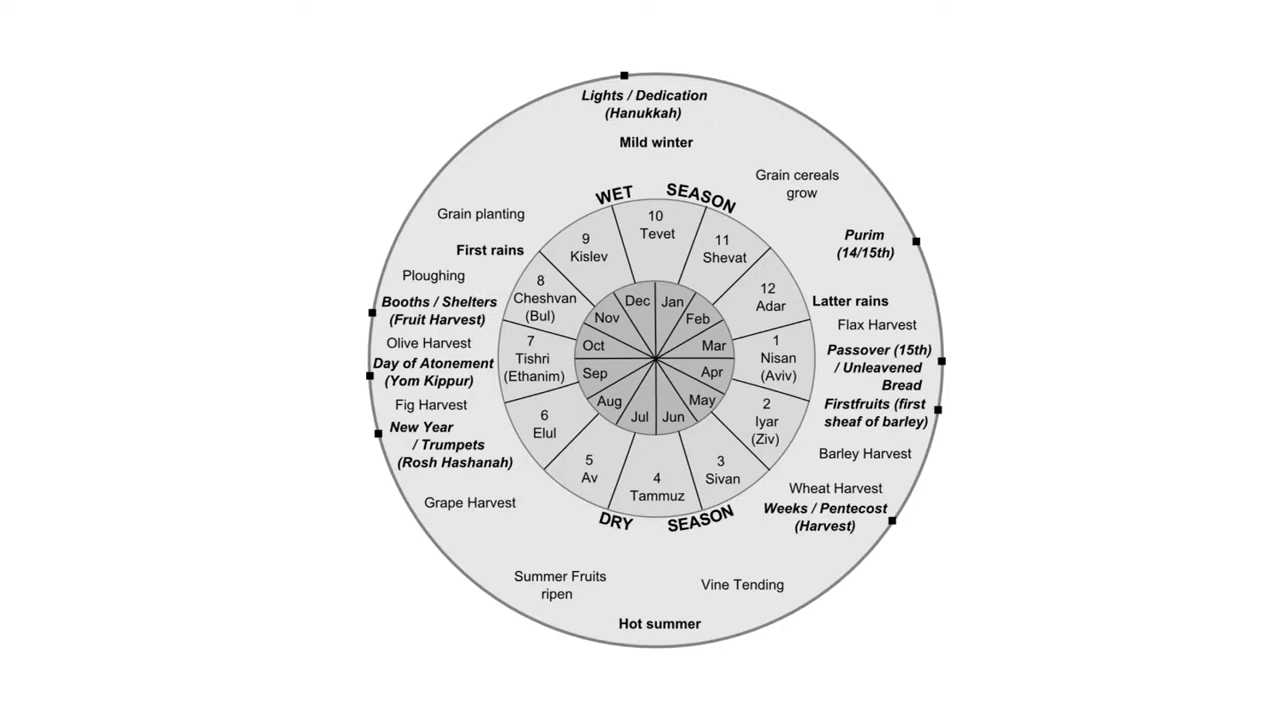 Lights / Dedication
(Hanukkah)
Mild winter
Grain cereals
grow
WET SEASON
Grain planting
First rains
Ploughing
Booths / Shelters
(Fruit Harvest)
Olive Harvest
Day of Atonement
(Yom Kippur)
Fig Harvest
New Year
/ Trumpets
(Rosh Hashanah)
Grape Harvest
Purim
(14/15th)
Latter rains
Flax Harvest
Passover (15th)
/ Unleavened
Bread
Firstfruits (first
sheaf of barley)
Barley Harvest
Wheat Harvest
Weeks / Pentecost
(Harvest)
10
Tevet
11
Shevat
12
Adar
1
Nisan
(Aviv)
2
Iyar
(Ziv)
3
Sivan
4
Tammuz
5
Av
6
Elul
7
Tishri
(Ethanim)
8
Cheshvan
(Bul)
9
Kislev
Jan
Feb
Mar
Apr
May
Jun
Jul
Aug
Sep
Oct
Nov
Dec
DRY SEASON
Summer Fruits
ripen
Vine Tending
Hot summer